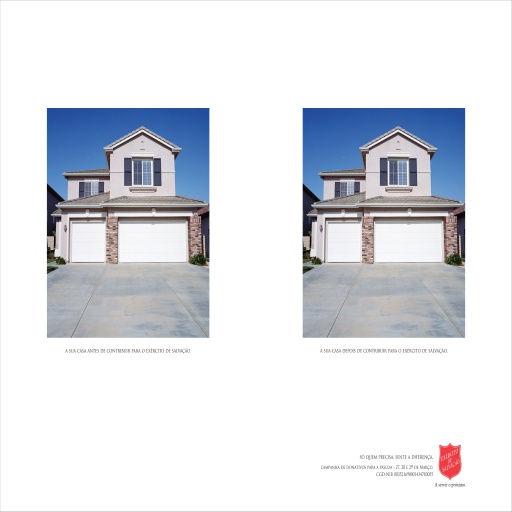 A SUA CASA ANTES DE CONTRIBUIR PARA O EXÉRCITO DE SALVAÇÃO.
A SUA CASA DEPOIS DE CONTRIBUIR PARA O EXÉRCITO DE SALVAÇÃO.
SÓ QUEM PRECISA SENTE A DIFERENÇA.
CAMPANHA DE DONATIVOS PARA A PÁSCOA - 27, 28 E 29 DE MARÇO.
CGD NIB
EXÉRCITO
DE
SALVAÇÃO
A servir o próximo.